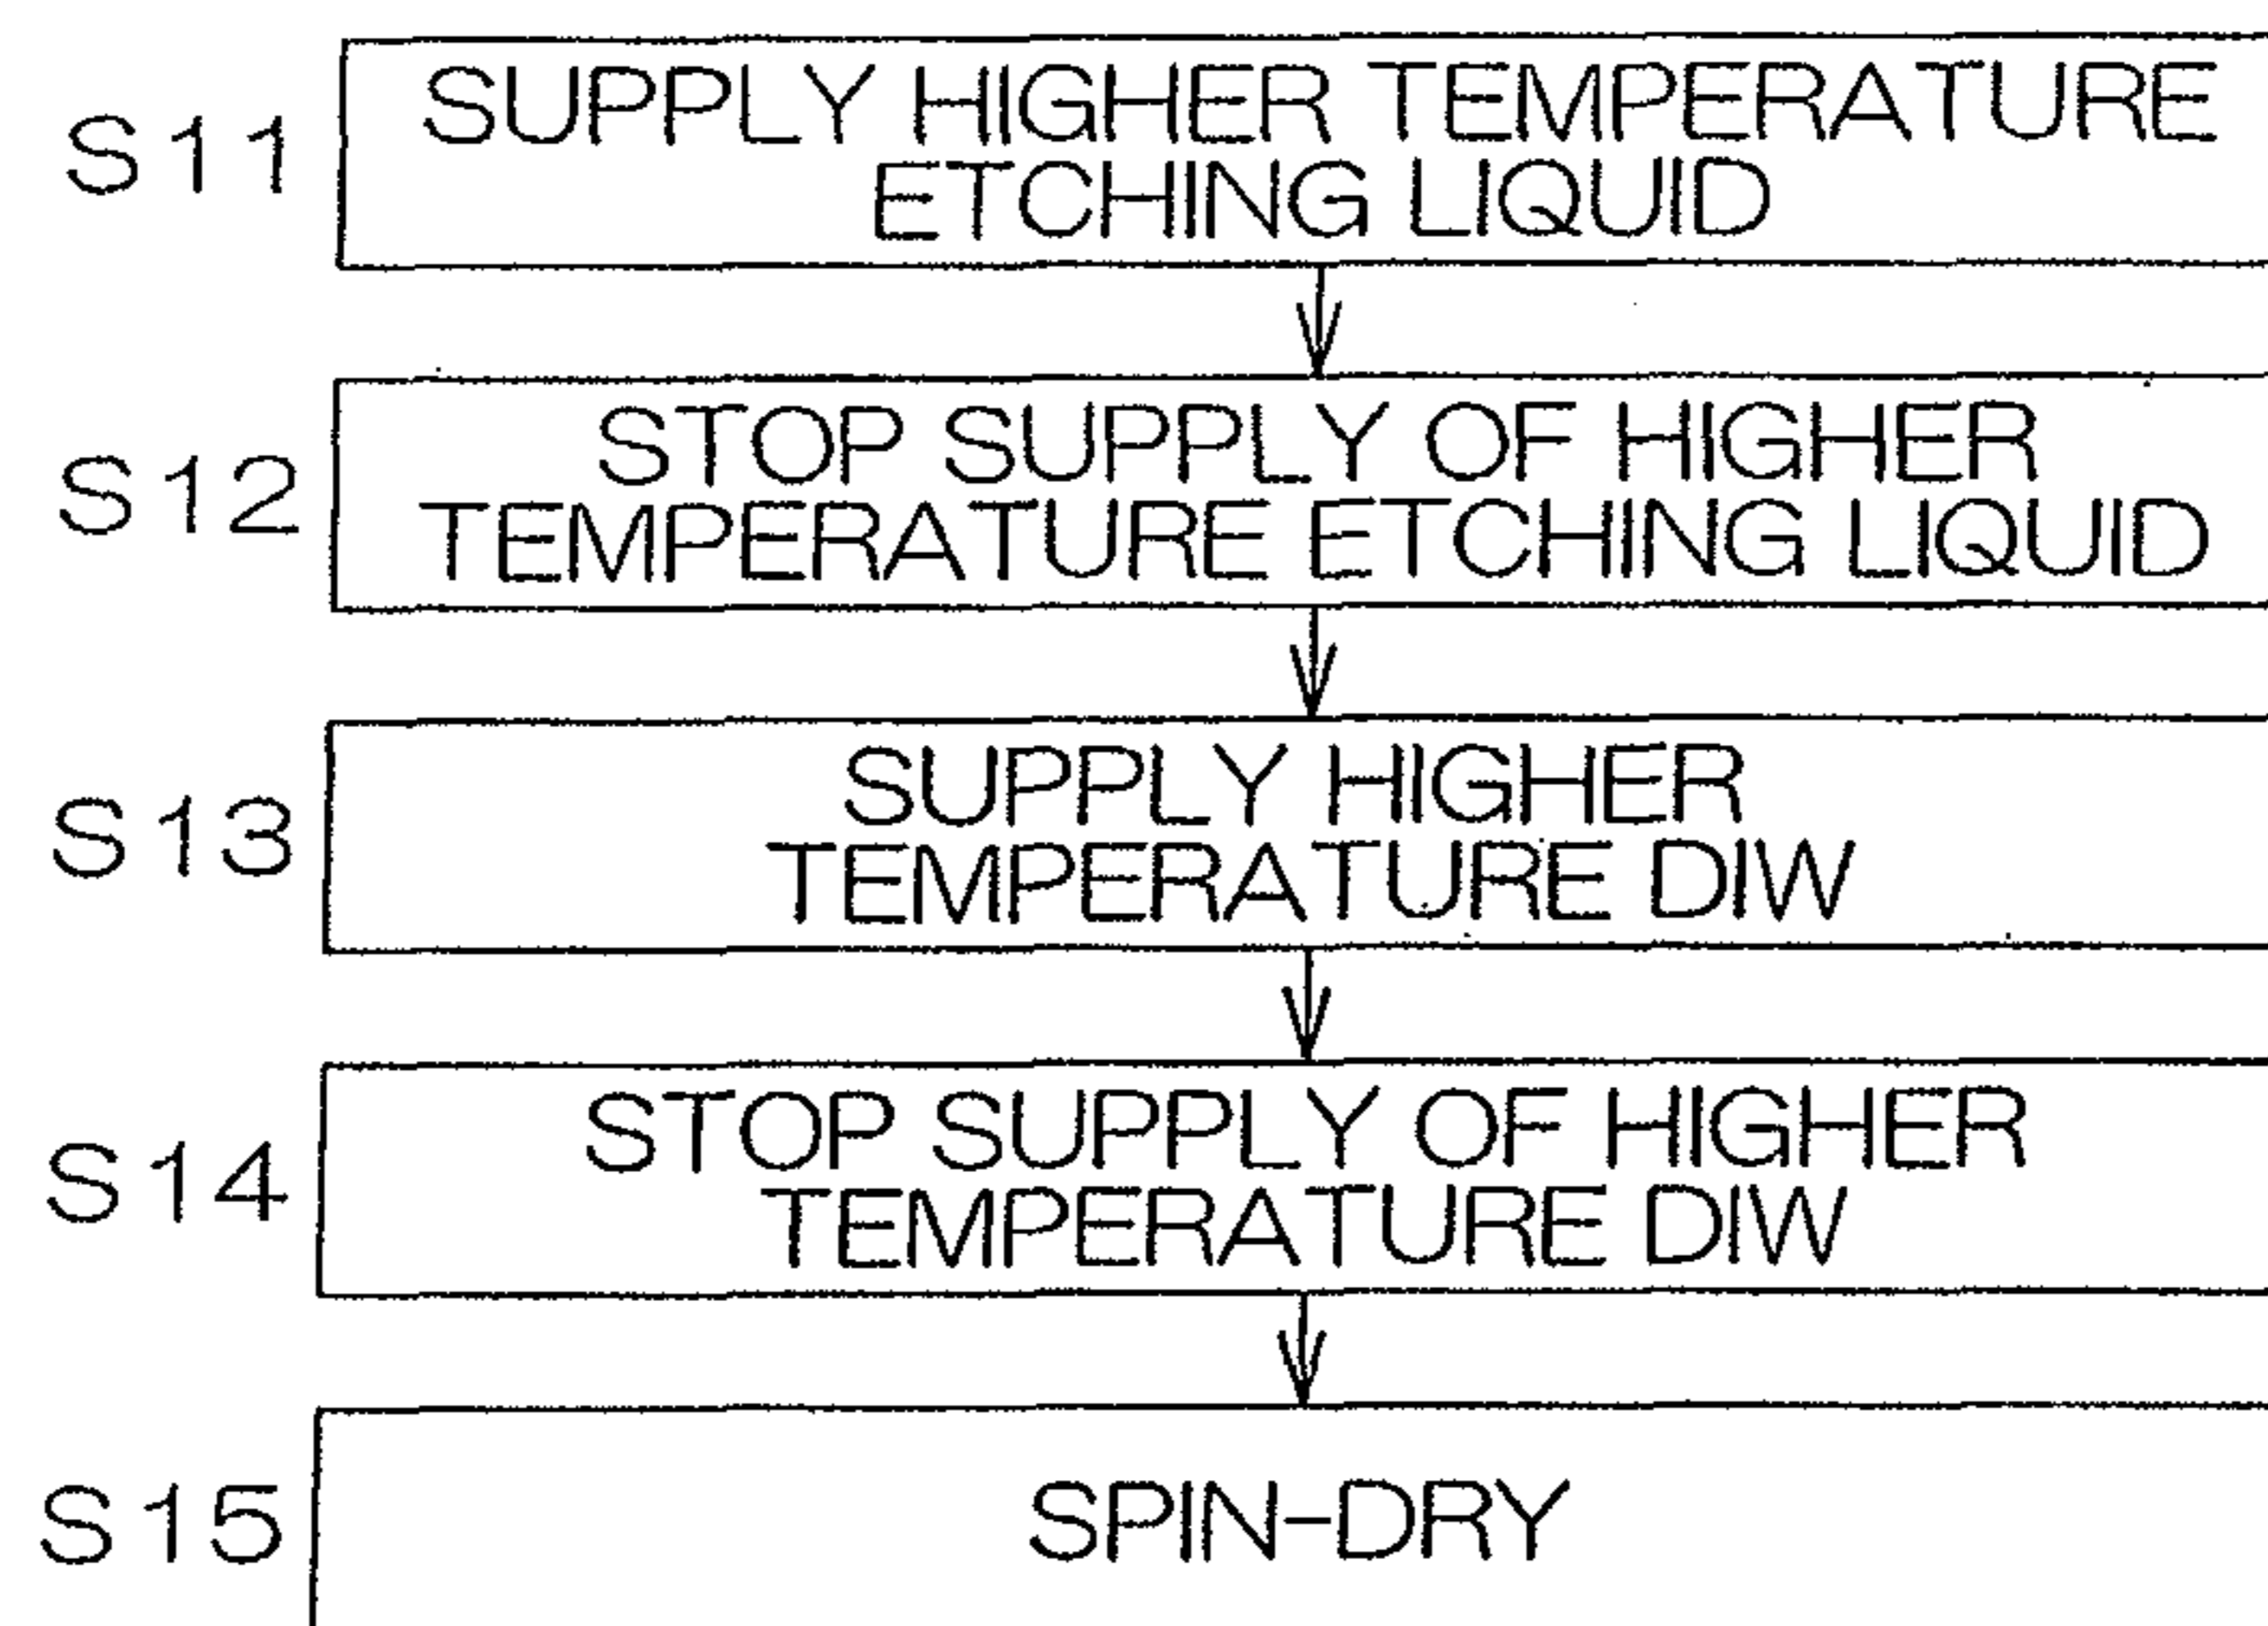 S11
SUPPLY HIGHER TEMPERATURE
ETCHING LIQUID
S12
STOP SUPPLY OF HIGHER
TEMPERATURE ETCHING LIQUID
S13
SUPPLY HIGHER
TEMPERATURE DIW
S14
STOP SUPPLY OF HIGHER
TEMPERATURE DIW
S15
SPIN-DRY